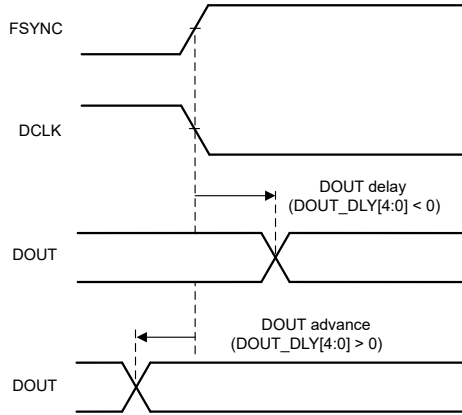 FSYNC
DCLK
DOUT delay
(DOUT_DLY[4:0] < 0)
DOUT
DOUT advance
(DOUT_DLY[4:0] > 0)
DOUT